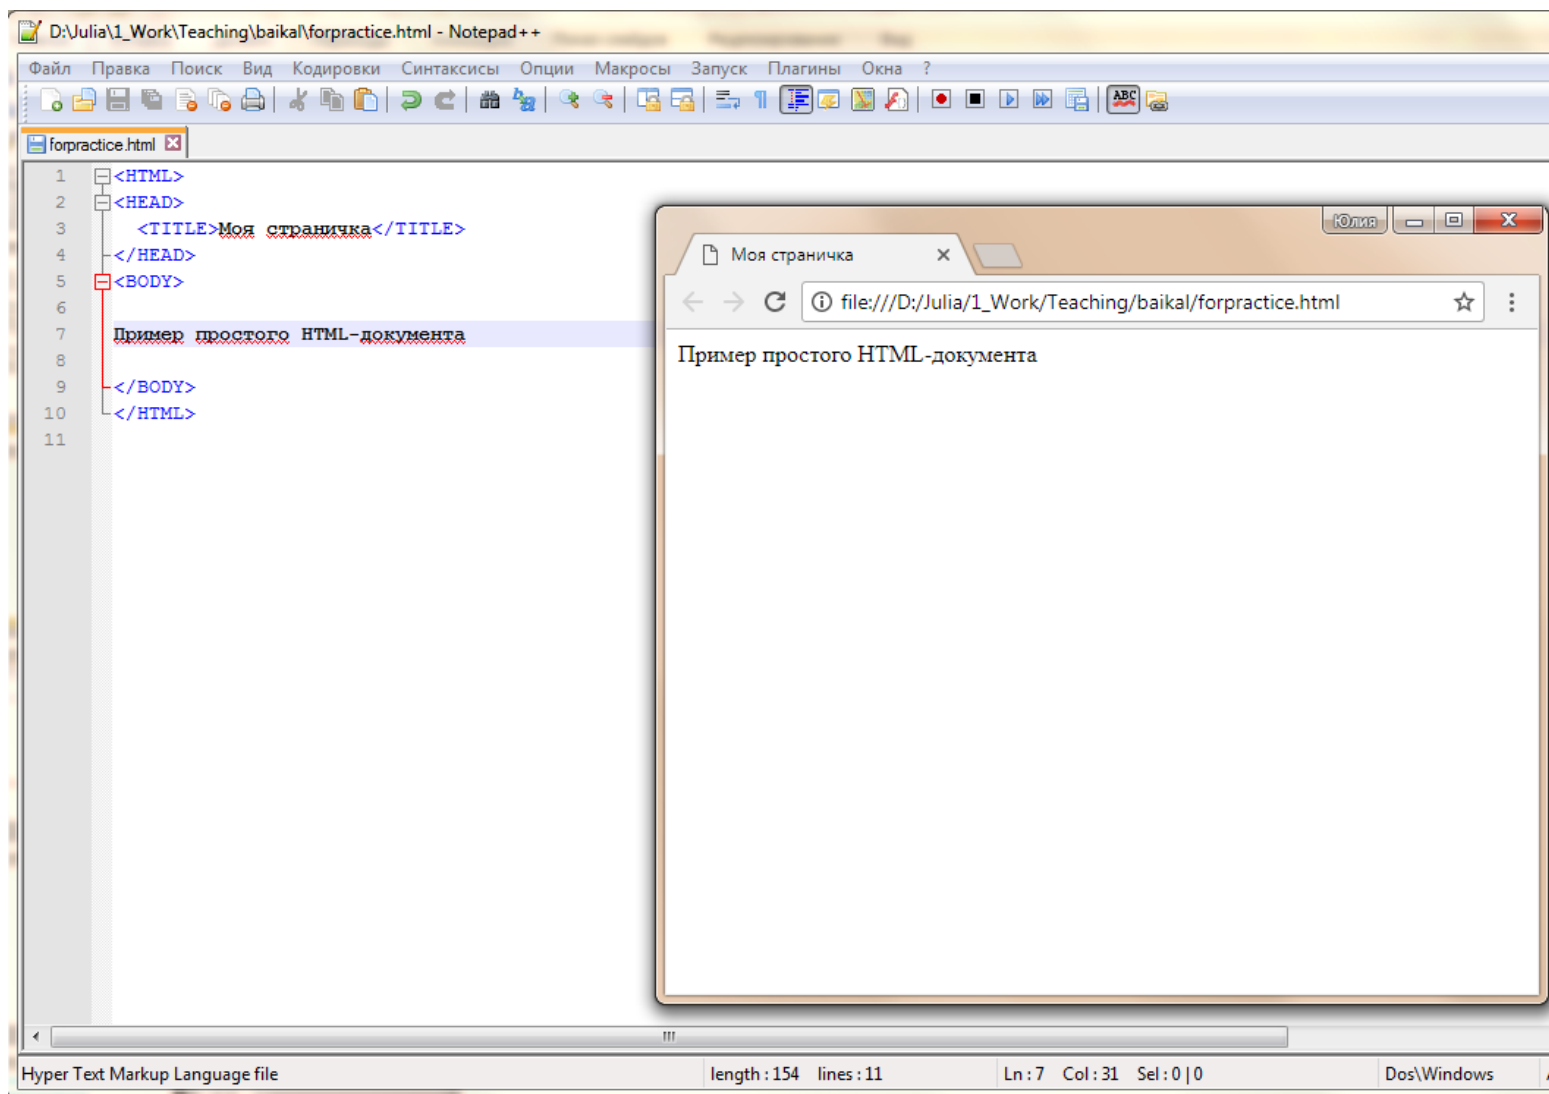 D:\Julia\1_Work\Teaching\baikal\forpractice.html - Notepad++
Файл Правка Поиск Вид Кодировки Синтаксисы Опции Макросы Запуск Плагины Окна ?
ABC
forpractice.html
1 <HTML>
2 <HEAD>
3 <TITLE>Моя страничка</TITLE>
4 </HEAD>
5 <BODY>
6
7 Пример простого HTML-документа
8
9 </BODY>
10 </HTML>
11
Юлия
Моя страничка
file:///D:/Julia/1_Work/Teaching/baikal/forpractice.html
Пример простого HTML-документа
Hyper Text Markup Language file length : 154 lines : 11 Ln : 7 Col : 31 Sel : 0 | 0 Dos\Windows